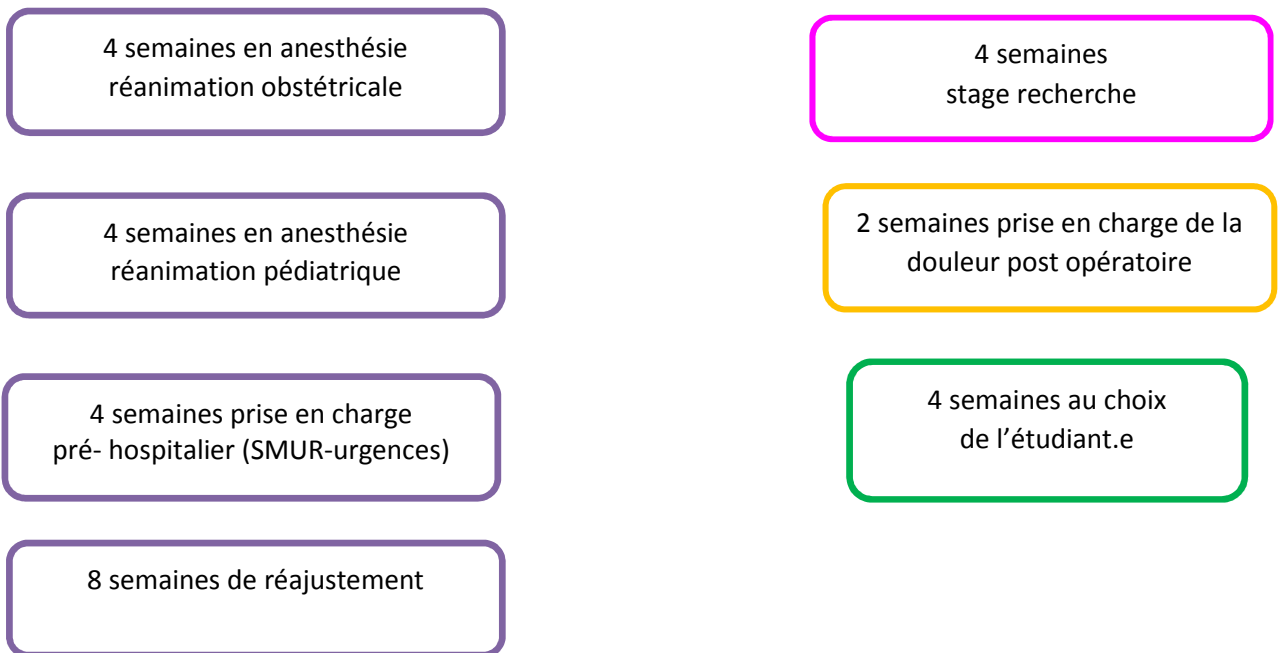 4 semaines en anesthésie
réanimation obstétricale
4 semaines en anesthésie
réanimation pédiatrique
4 semaines prise en charge
pré- hospitalier (SMUR-urgences)
8 semaines de réajustement
4 semaines
stage recherche
2 semaines prise en charge de la
douleur post opératoire
4 semaines au choix
de l’étudiant.e